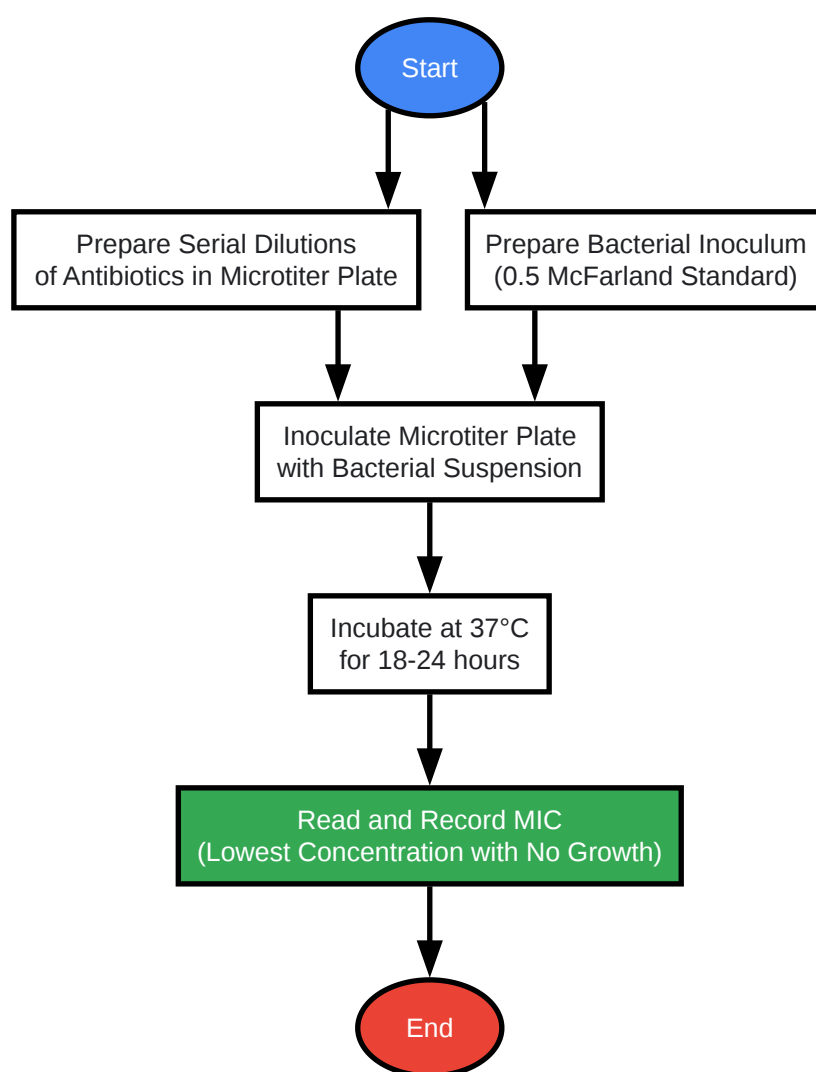 Start
Prepare Serial Dilutions
of Antibiotics in Microtiter Plate
Prepare Bacterial Inoculum
(0.5 McFarland Standard)
Inoculate Microtiter Plate
with Bacterial Suspension
Incubate at 37°C
for 18-24 hours
Read and Record MIC
(Lowest Concentration with No Growth)
End